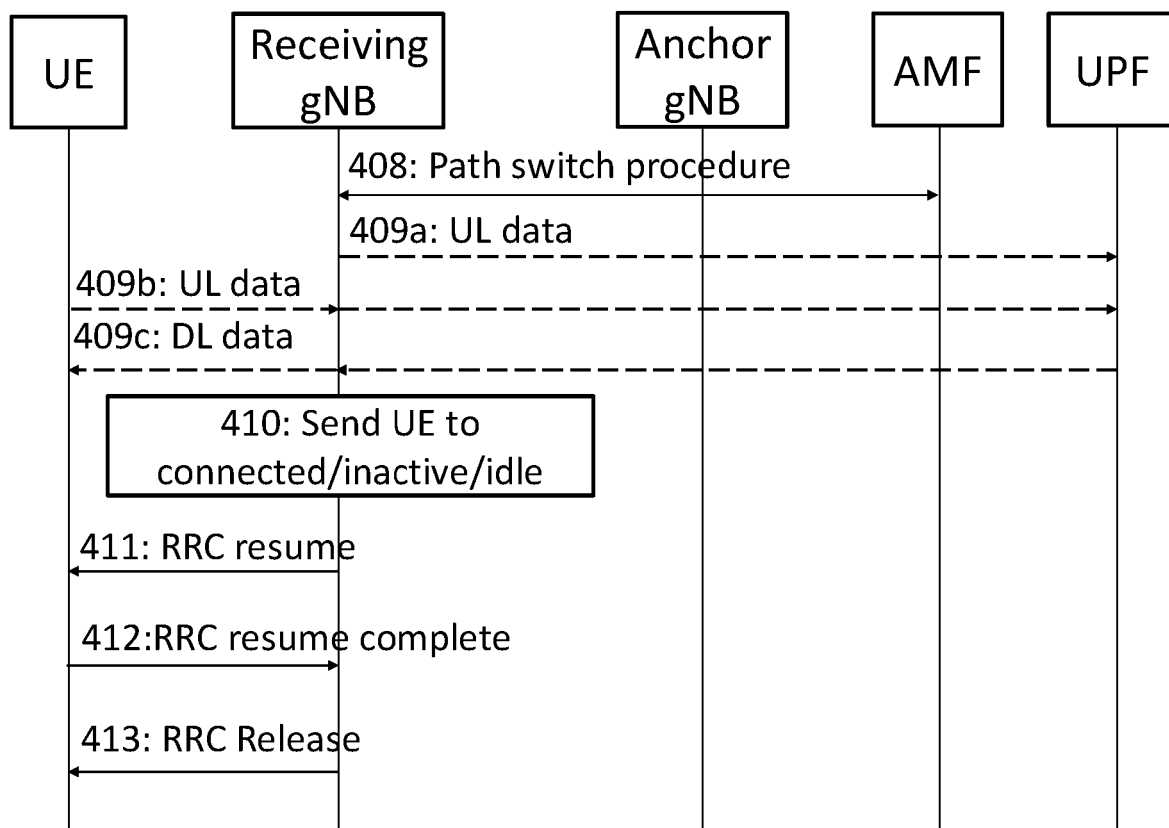 UE
Receiving
gNB
Anchor
gNB
AMF
UPF
408: Path switch procedure
409a: UL data
409b: UL data
409c: DL data
410: Send UE to
connected/inactive/idle
411: RRC resume
412:RRC resume complete
413: RRC Release